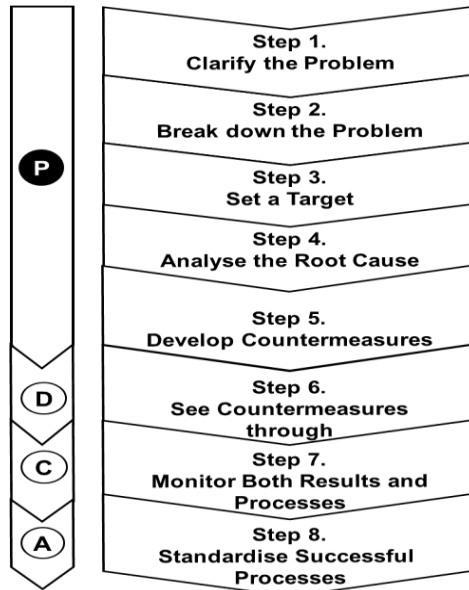 Step 1.
Clarify the Problem
Step 2.
Break down the Problem
P
Step 3.
Set a Target
Step 4.
Analyse the Root Cause
Step 5.
Develop Countermeasures
D
Step 6.
See Countermeasures
through
C
Step 7.
Monitor Both Results and
Processes
A
Step 8.
Standardise Successful
Processes